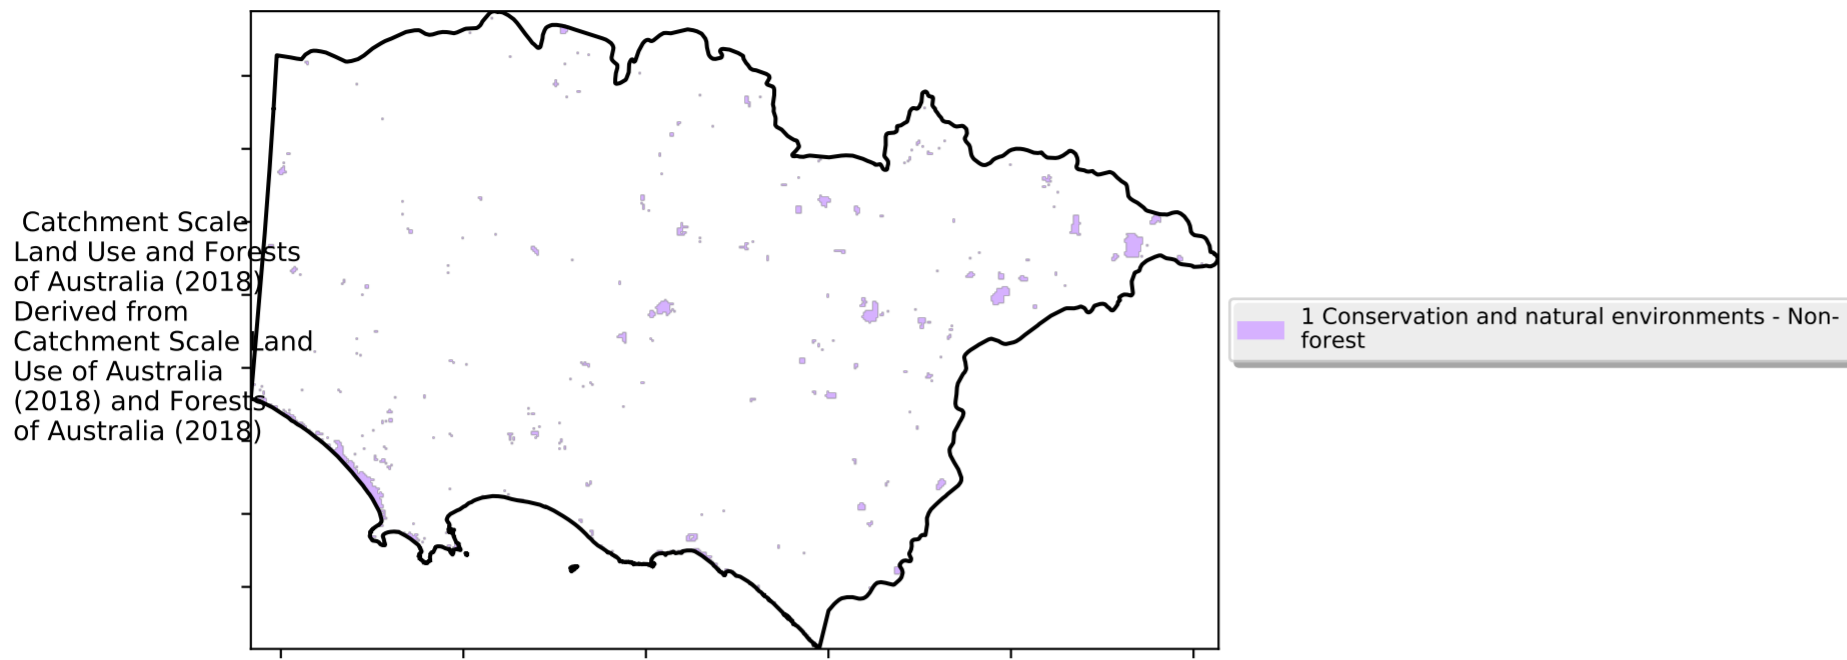 Catchment Scale
Land Use and Forests
of Australia (2018)
Derived from
Catchment Scale Land
Use of Australia
(2018) and Forests
of Australia (2018)
1 Conservation and natural environments - Non-
forest